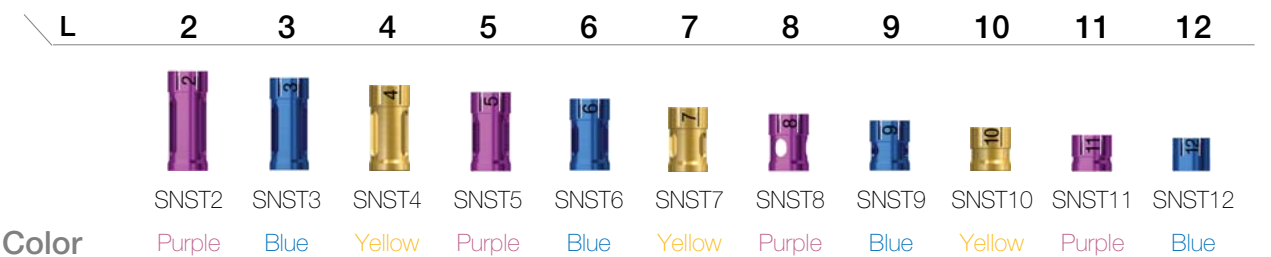 L 2 3 4 5 6 7 8 9 10 11 12
2 3 4 5 6 7 8 9 10 11 12
SNST2 SNST3 SNST4 SNST5 SNST6 SNST7 SNST8 SNST9 SNST10 SNST11 SNST12
Color Purple Blue Yellow Purple Blue Yellow Purple Blue Yellow Purple Blue